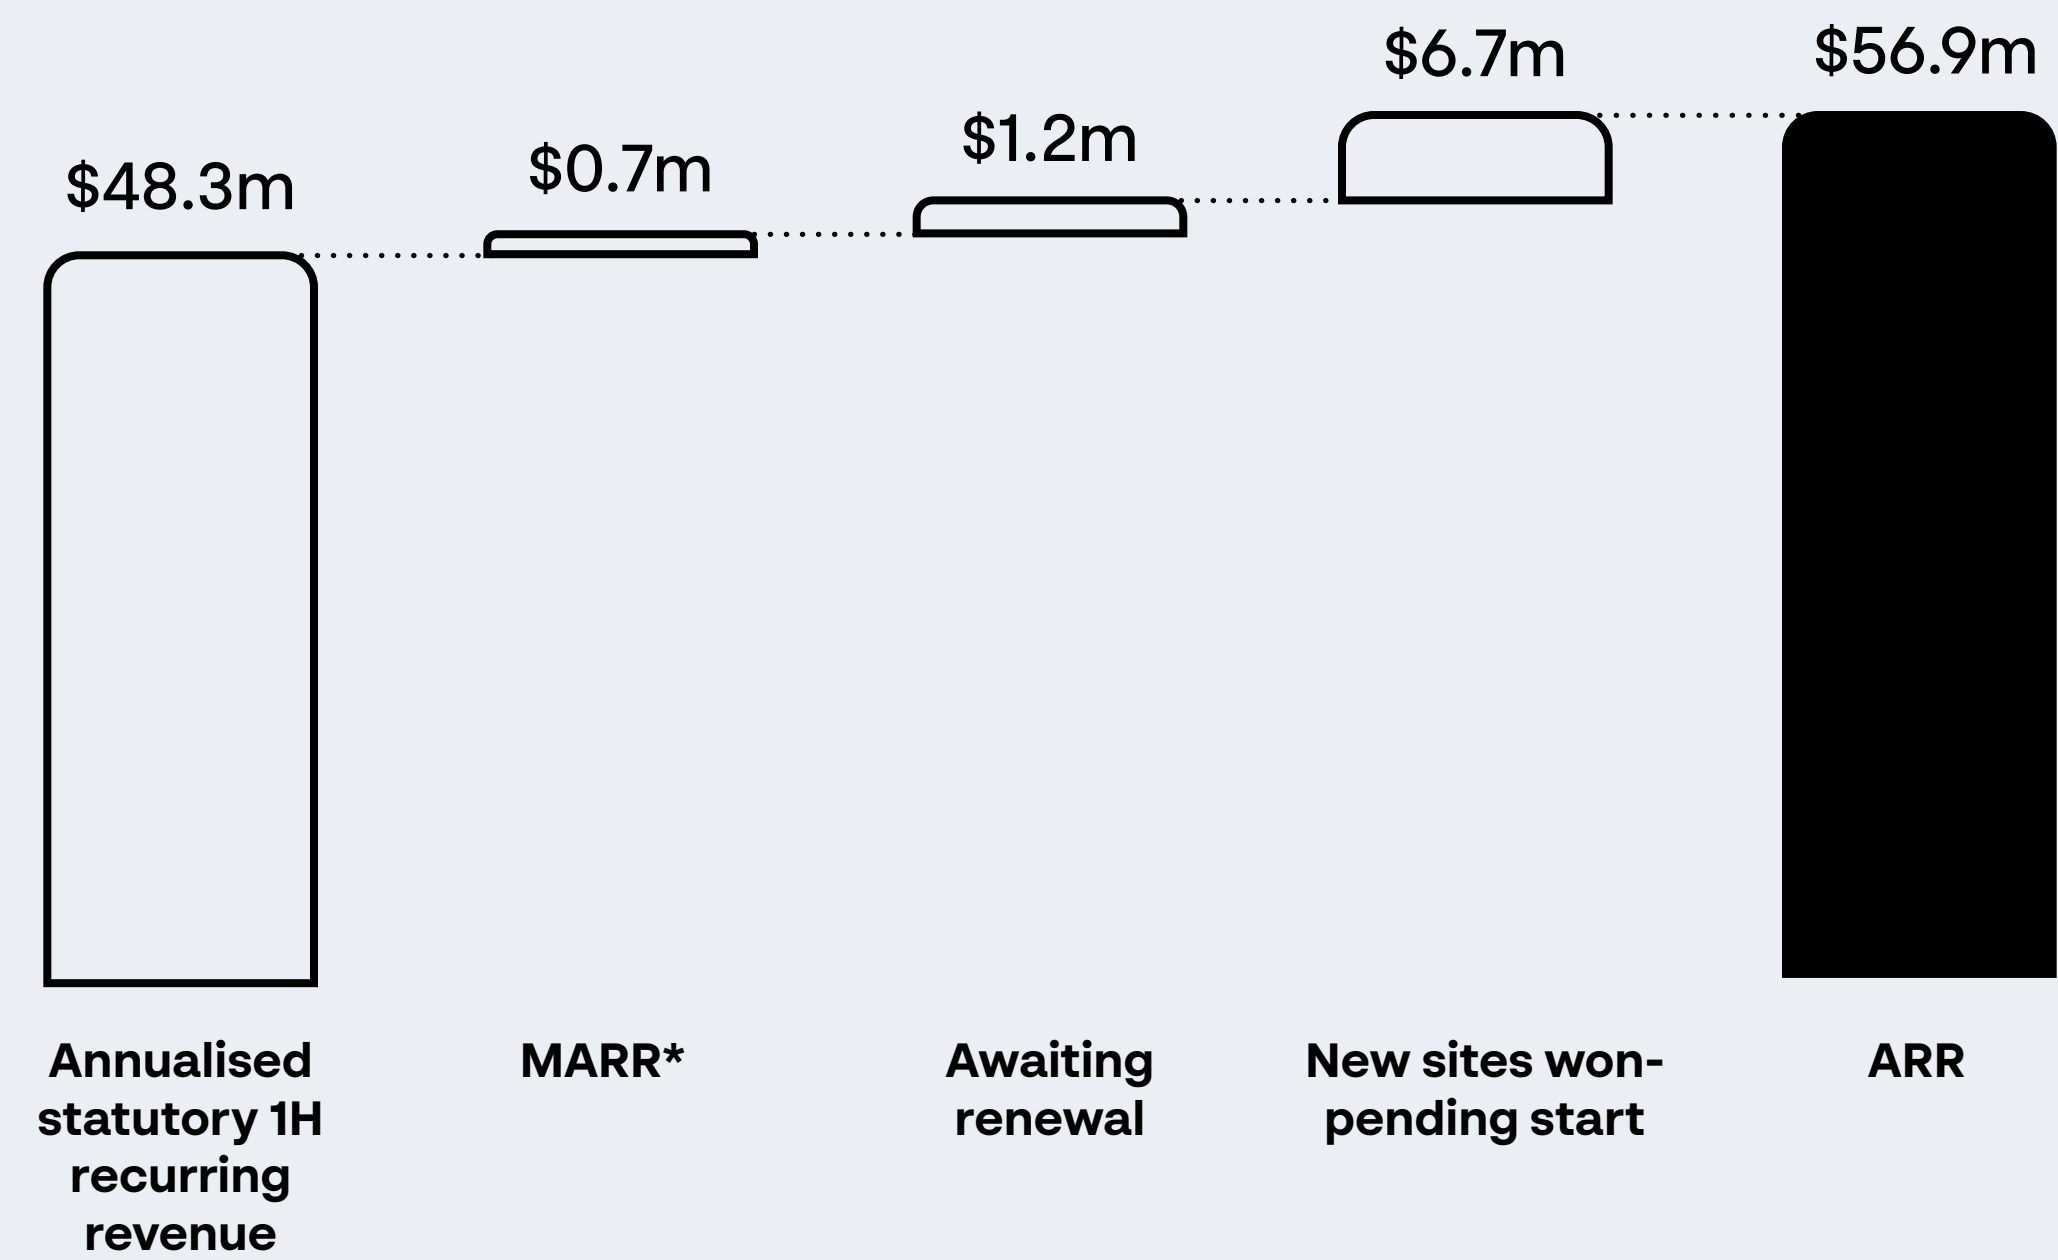 $48.3m
$0.7m
$1.2m
$6.7m
$56.9m
Annualised
statutory 1H
recurring
revenue
MARR*
Awaiting
renewal
New sites won-
pending start
ARR